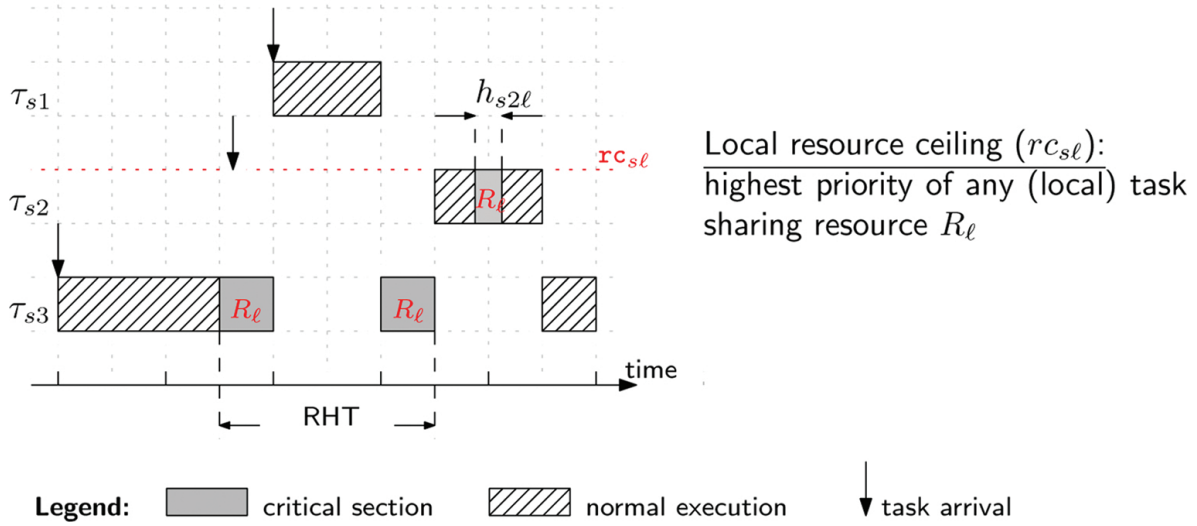 τs1
hs2ℓ
rcsℓ
Local resource ceiling (rcsℓ):
highest priority of any (local) task
sharing resource Rℓ
τs2
Rℓ
τs3
Rℓ
Rℓ
time
RHT
Legend:
critical section
normal execution
task arrival